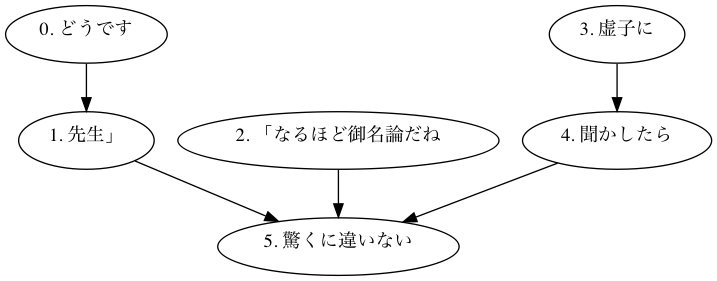 0. どうです
3. 虚子に
1. 先生」
2. 「なるほど御名論だね
4. 聞かしたら
5. 驚くに違いない